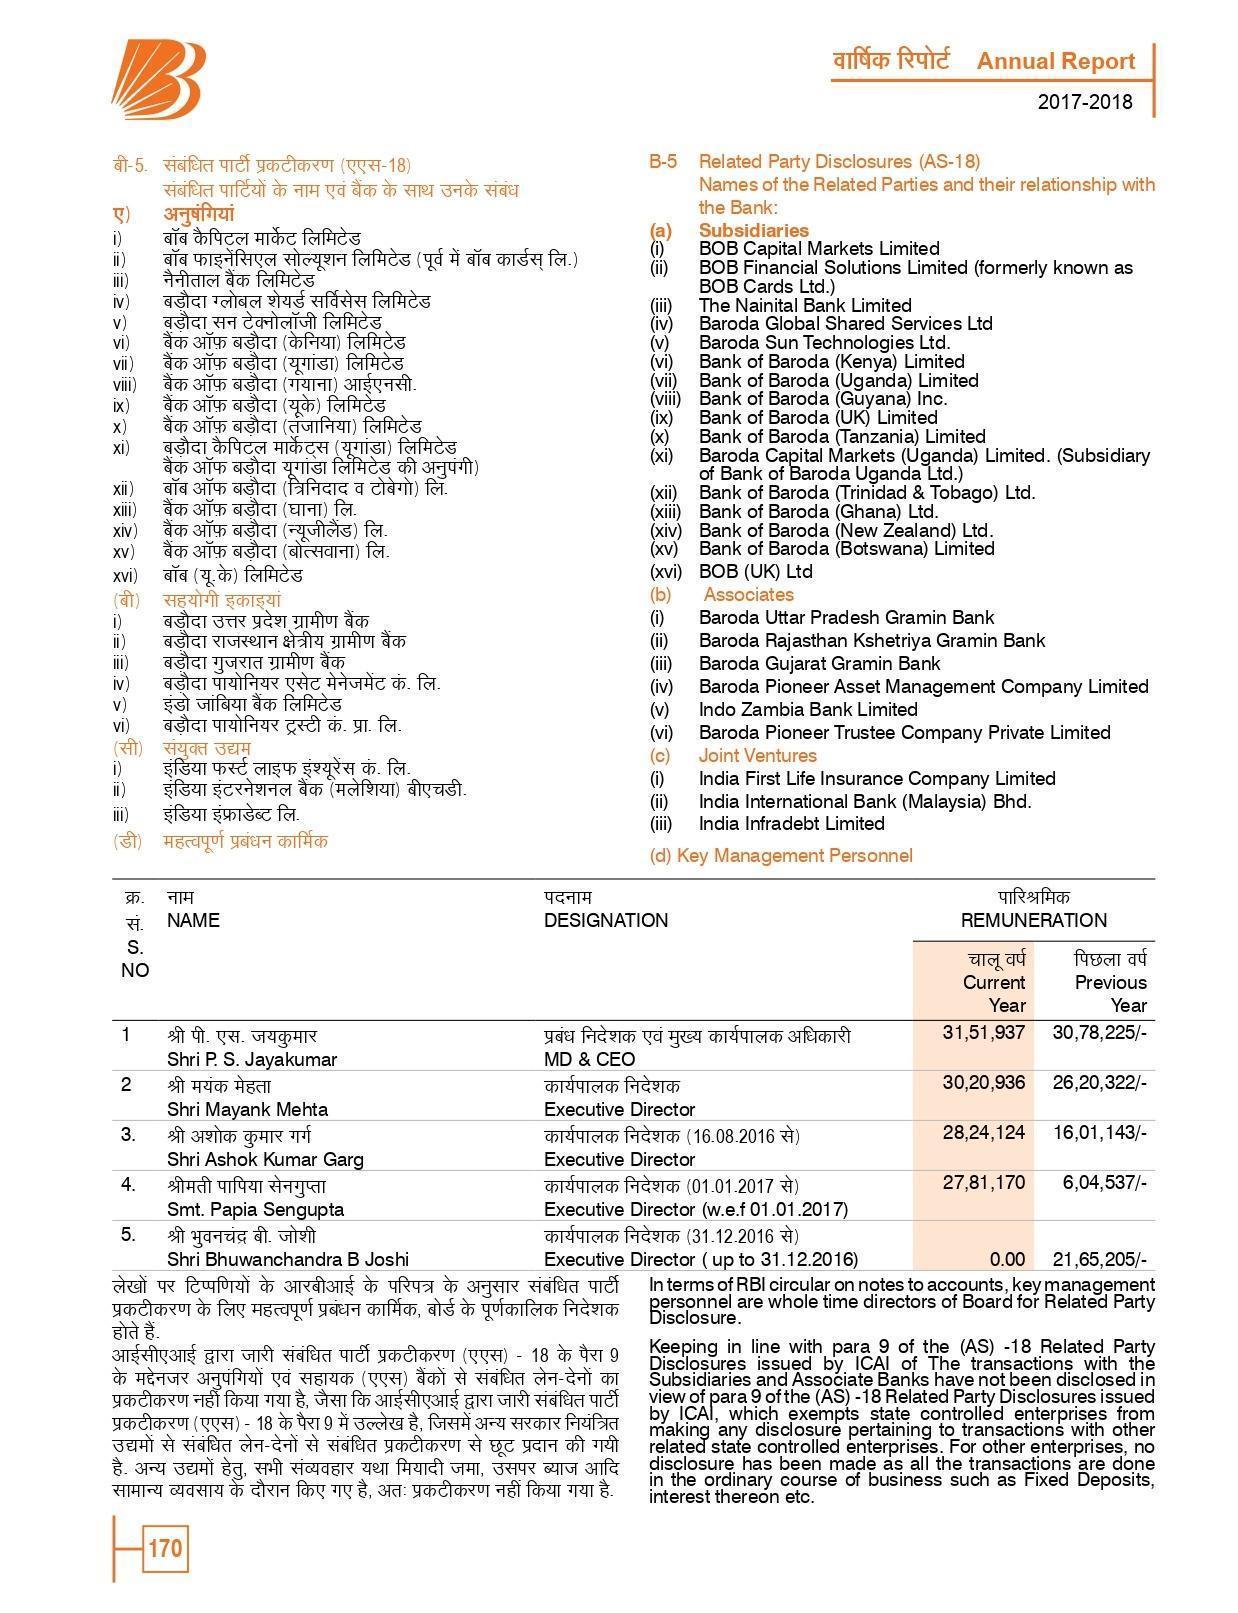 वार्षिक रिपोर्ट Annual Report
2017-2018
बी-5. संबंधित पार्टी प्रकटीकरण (एएस-18)
संबंधित पार्टियों के नाम एवं बैंक के साथ उनके संबंध
ए) अनुषंगियां
i) बॉब कैपिटल मार्केट लिमिटेड
ii) बॉब फाइनेंसिएल सोल्यूशन लिमिटेड (पूर्व में बॉब कार्डस् लि.)
iii) नैनीताल बैंक लिमिटेड
iv) बड़ौदा ग्लोबल शेयर्ड सर्विसेस लिमिटेड
v) बड़ौदा सन टेक्नोलॉजी लिमिटेड
vi) बैंक ऑफ़ बड़ौदा (केनिया) लिमिटेड
vii) बैंक ऑफ़ बड़ौदा (यूगांडा) लिमिटेड
viii) बैंक ऑफ़ बड़ौदा (गयाना) आईएनसी.
ix) बैंक ऑफ़ बड़ौदा (यूके) लिमिटेड
x) बैंक ऑफ़ बड़ौदा (तंजानिया) लिमिटेड
xi) बड़ौदा कैपिटल मार्केट्स (यूगांडा) लिमिटेड
बैंक ऑफ बड़ौदा यूगांडा लिमिटेड की अनुषंगी)
xii) बॉब ऑफ बड़ौदा (त्रिनिदाद व टोबेगो) लि.
xiii) बैंक ऑफ़ बड़ौदा (घाना) लि.
xiv) बैंक ऑफ़ बड़ौदा (न्यूजीलैंड) लि.
xv) बैंक ऑफ बड़ौदा (बोत्सवाना) लि.
xvi) बॉब (यू.के) लिमिटेड
(बी) सहयोगी इकाइयां
i) बड़ौदा उत्तर प्रदेश ग्रामीण बैंक
ii) बड़ौदा राजस्थान क्षेत्रीय ग्रामीण बैंक
iii) बड़ौदा गुजरात ग्रामीण बैंक
iv) बड़ौदा पायोनियर एसेट मेनेजमेंट कं. लि.
v) इंडो जांबिया बैंक लिमिटेड
vi) बड़ौदा पायोनियर ट्रस्टी कं. प्रा. लि.
(सी) संयुक्त उद्यम
i) इंडिया फर्स्ट लाइफ इंश्यूरेंस कं. लि.
ii) इंडिया इंटरनेशनल बैंक (मलेशिया) बीएचडी.
iii) इंडिया इंफ्राडेब्ट लि.
(डी) महत्वपूर्ण प्रबंधन कार्मिक
B-5 Related Party Disclosures (AS-18)
Names of the Related Parties and their relationship with
the Bank:
(a) Subsidiaries
(i) BOB Capital Markets Limited
(ii) BOB Financial Solutions Limited (formerly known as
BOB Cards Ltd.)
(iii) The Nainital Bank Limited
(iv) Baroda Global Shared Services Ltd
(v) Baroda Sun Technologies Ltd.
(vi) Bank of Baroda (Kenya) Limited
(vii) Bank of Baroda (Uganda) Limited
(viii) Bank of Baroda (Guyana) Inc.
(ix) Bank of Baroda (UK) Limited
(x) Bank of Baroda (Tanzania) Limited
(xi) Baroda Capital Markets (Uganda) Limited. (Subsidiary
of Bank of Baroda Uganda Ltd.)
(xii) Bank of Baroda (Trinidad & Tobago) Ltd.
(xiii) Bank of Baroda (Ghana) Ltd.
(xiv) Bank of Baroda (New Zealand) Ltd.
(xv) Bank of Baroda (Botswana) Limited
(xvi) BOB (UK) Ltd
(b) Associates
(i) Baroda Uttar Pradesh Gramin Bank
(ii) Baroda Rajasthan Kshetriya Gramin Bank
(iii) Baroda Gujarat Gramin Bank
(iv) Baroda Pioneer Asset Management Company Limited
(v) Indo Zambia Bank Limited
(vi) Baroda Pioneer Trustee Company Private Limited
(c) Joint Ventures
(i) India First Life Insurance Company Limited
(ii) India International Bank (Malaysia) Bhd.
(iii) India Infradebt Limited
(d) Key Management Personnel
क्र. नाम पदनाम पारिश्रमिक
सं. NAME DESIGNATION REMUNERATION
S.
NO चालू वर्ष पिछला वर्ष
Current Previous
Year Year
1 श्री पी. एस. जयकुमार प्रबंध निदेशक एवं मुख्य कार्यपालक अधिकारी 31,51,937 30,78,225/-
Shri P. S. Jayakumar MD & CEO
2 श्री मयंक मेहता कार्यपालक निदेशक 30,20,936 26,20,322/-
Shri Mayank Mehta Executive Director
3. श्री अशोक कुमार गर्ग कार्यपालक निदेशक (16.08.2016 से) 28,24,124 16,01,143/-
Shri Ashok Kumar Garg Executive Director
4. श्रीमती पापिया सेनगुप्ता कार्यपालक निदेशक (01.01.2017 से) 27,81,170 6,04,537/-
Smt. Papia Sengupta Executive Director (w.e.f 01.01.2017)
5. श्री भुवनचंद्र बी. जोशी कार्यपालक निदेशक (31.12.2016 से)
Shri Bhuwanchandra B Joshi Executive Director ( up to 31.12.2016) 0.00 21,65,205/-
लेखों पर टिप्पणियों के आरबीआई के परिपत्र के अनुसार संबंधित पार्टी
प्रकटीकरण के लिए महत्वपूर्ण प्रबंधन कार्मिक, बोर्ड के पूर्णकालिक निदेशक
होते हैं.
आईसीएआई द्वारा जारी संबंधित पार्टी प्रकटीकरण (एएस) - 18 के पैरा 9
के मद्देनजर अनुषंगियों एवं सहायक (एएस) बैंकों से संबंधित लेन-देनों का
प्रकटीकरण नहीं किया गया है, जैसा कि आईसीएआई द्वारा जारी संबंधित पार्टी
प्रकटीकरण (एएस) - 18 के पैरा 9 में उल्लेख है, जिसमें अन्य सरकार नियंत्रित
उद्यमों से संबंधित लेन-देनों से संबंधित प्रकटीकरण से छूट प्रदान की गयी
है. अन्य उद्यमों हेतु, सभी संव्यवहार यथा मियादी जमा, उसपर ब्याज आदि
सामान्य व्यवसाय के दौरान किए गए है, अतः प्रकटीकरण नहीं किया गया है.
In terms of RBI circular on notes to accounts, key management
personnel are whole time directors of Board for Related Party
Disclosure.
Keeping in line with para 9 of the (AS) -18 Related Party
Disclosures issued by ICAI of The transactions with the
Subsidiaries and Associate Banks have not been disclosed in
view of para 9 of the (AS) -18 Related Party Disclosures issued
by ICAI, which exempts state controlled enterprises from
making any disclosure pertaining to transactions with other
related state controlled enterprises. For other enterprises, no
disclosure has been made as all the transactions are done
in the ordinary course of business such as Fixed Deposits,
interest thereon etc.
170